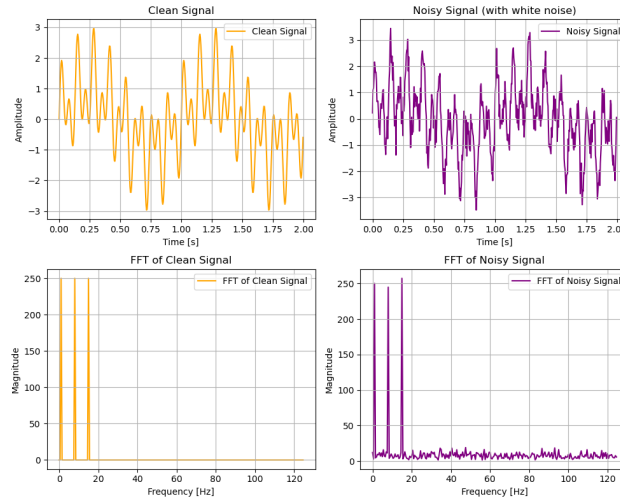 Clean Signal
Clean Signal
3
2
1
0
−1
−2
−3
Amplitude
0.00 0.25 0.50 0.75 1.00 1.25 1.50 1.75 2.00
Time [s]
Noisy Signal (with white noise)
Noisy Signal
3
2
1
0
−1
−2
−3
Amplitude
0.00 0.25 0.50 0.75 1.00 1.25 1.50 1.75 2.00
Time [s]
FFT of Clean Signal
FFT of Clean Signal
250
200
150
100
50
0
Magnitude
0 20 40 60 80 100 120
Frequency [Hz]
FFT of Noisy Signal
FFT of Noisy Signal
250
200
150
100
50
0
Magnitude
0 20 40 60 80 100 120
Frequency [Hz]